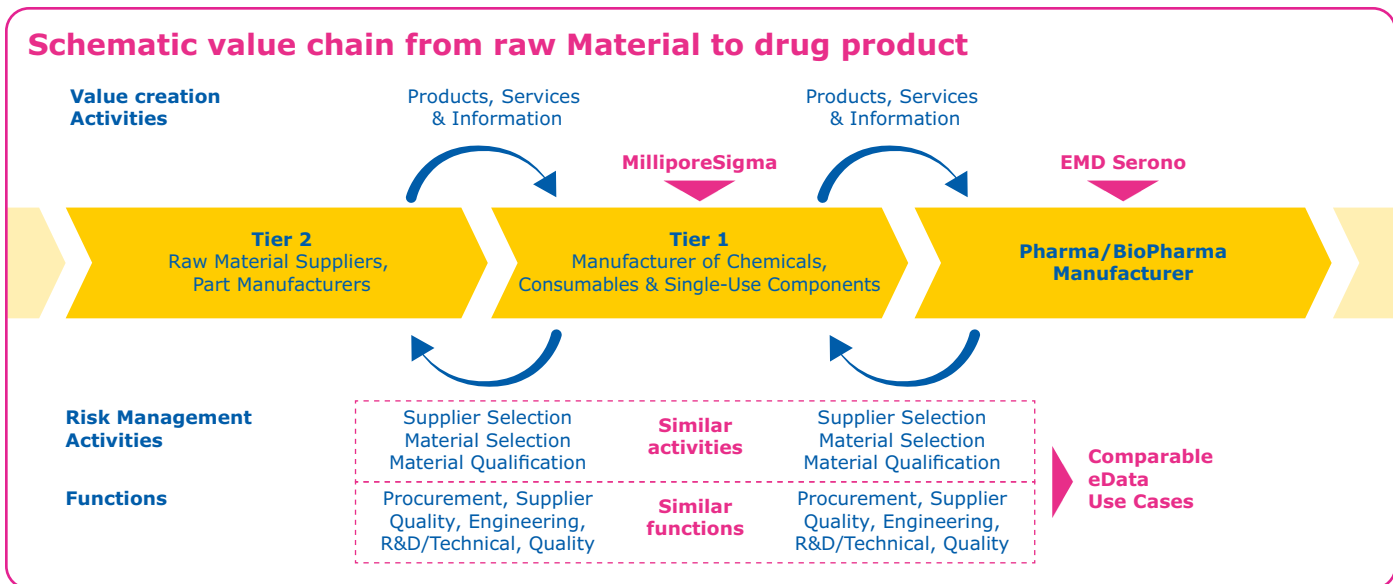 Schematic value chain from raw Material to drug product
Value creation
Activities
Products, Services
& Information
Products, Services
& Information
MilliporeSigma
EMD Serono
Tier 2
Raw Material Suppliers,
Part Manufacturers
Tier 1
Manufacturer of Chemicals,
Consumables & Single-Use Components
Pharma/BioPharma
Manufacturer
Risk Management
Activities
Supplier Selection
Material Selection
Material Qualification
Similar
activities
Supplier Selection
Material Selection
Material Qualification
Functions
Procurement, Supplier
Quality, Engineering,
R&D/Technical, Quality
Similar
functions
Procurement, Supplier
Quality, Engineering,
R&D/Technical, Quality
Comparable
eData
Use Cases